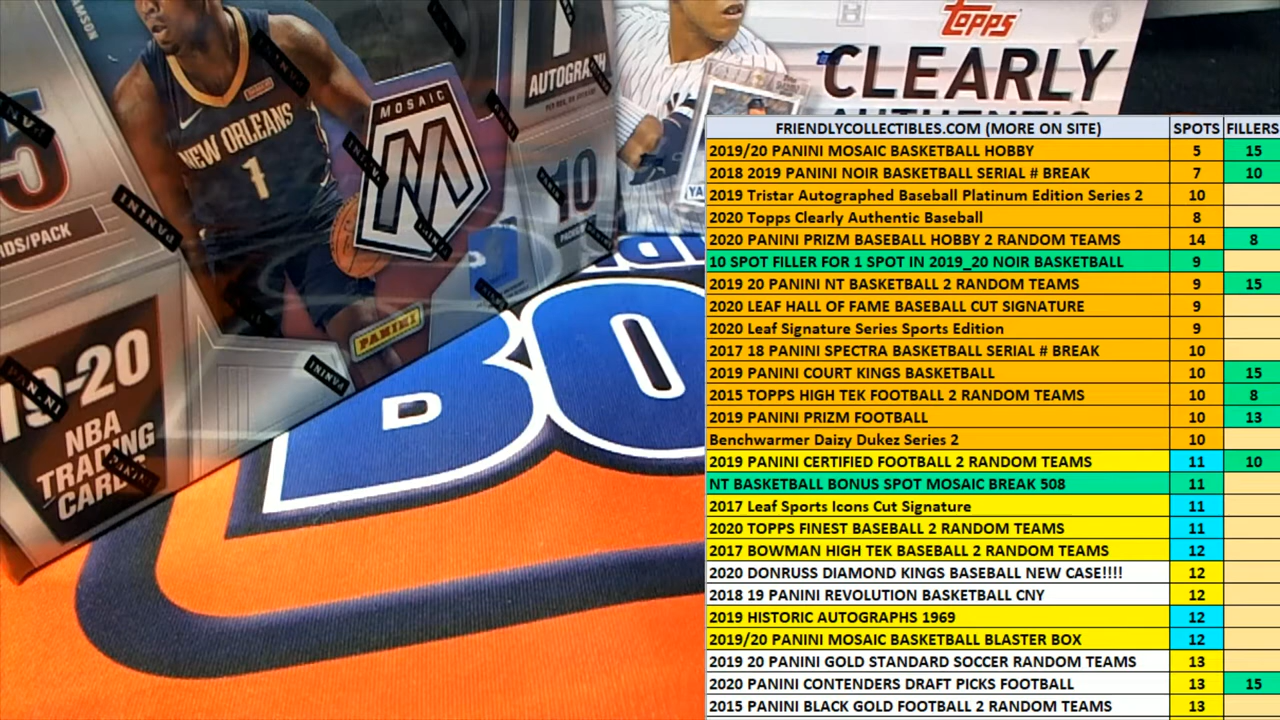 AMSON
5
DS/PACK
NEW ORLEANS
1
MOSAIC
M
AUTOGRAPH
10
PANINI
PANINI
PANINI
PANINI
19-20
NBA
TRADING
CARDS
BO
topps
CLEARLY
AUTHENTIC
FRIENDLYCOLLECTIBLES.COM (MORE ON SITE) SPOTS FILLERS
2019/20 PANINI MOSAIC BASKETBALL HOBBY 5 15
2018 2019 PANINI NOIR BASKETBALL SERIAL # BREAK 7 10
2019 Tristar Autographed Baseball Platinum Edition Series 2 10
2020 Topps Clearly Authentic Baseball 8
2020 PANINI PRIZM BASEBALL HOBBY 2 RANDOM TEAMS 14 8
10 SPOT FILLER FOR 1 SPOT IN 2019_20 NOIR BASKETBALL 9
2019 20 PANINI NT BASKETBALL 2 RANDOM TEAMS 9 15
2020 LEAF HALL OF FAME BASEBALL CUT SIGNATURE 9
2020 Leaf Signature Series Sports Edition 9
2017 18 PANINI SPECTRA BASKETBALL SERIAL # BREAK 10
2019 PANINI COURT KINGS BASKETBALL 10 15
2015 TOPPS HIGH TEK FOOTBALL 2 RANDOM TEAMS 10 8
2019 PANINI PRIZM FOOTBALL 10 13
Benchwarmer Daizy Dukez Series 2 10
2019 PANINI CERTIFIED FOOTBALL 2 RANDOM TEAMS 11 10
NT BASKETBALL BONUS SPOT MOSAIC BREAK 508 11
2017 Leaf Sports Icons Cut Signature 11
2020 TOPPS FINEST BASEBALL 2 RANDOM TEAMS 11
2017 BOWMAN HIGH TEK BASEBALL 2 RANDOM TEAMS 12
2020 DONRUSS DIAMOND KINGS BASEBALL NEW CASE!!!! 12
2018 19 PANINI REVOLUTION BASKETBALL CNY 12
2019 HISTORIC AUTOGRAPHS 1969 12
2019/20 PANINI MOSAIC BASKETBALL BLASTER BOX 12
2019 20 PANINI GOLD STANDARD SOCCER RANDOM TEAMS 13
2020 PANINI CONTENDERS DRAFT PICKS FOOTBALL 13 15
2015 PANINI BLACK GOLD FOOTBALL 2 RANDOM TEAMS 13